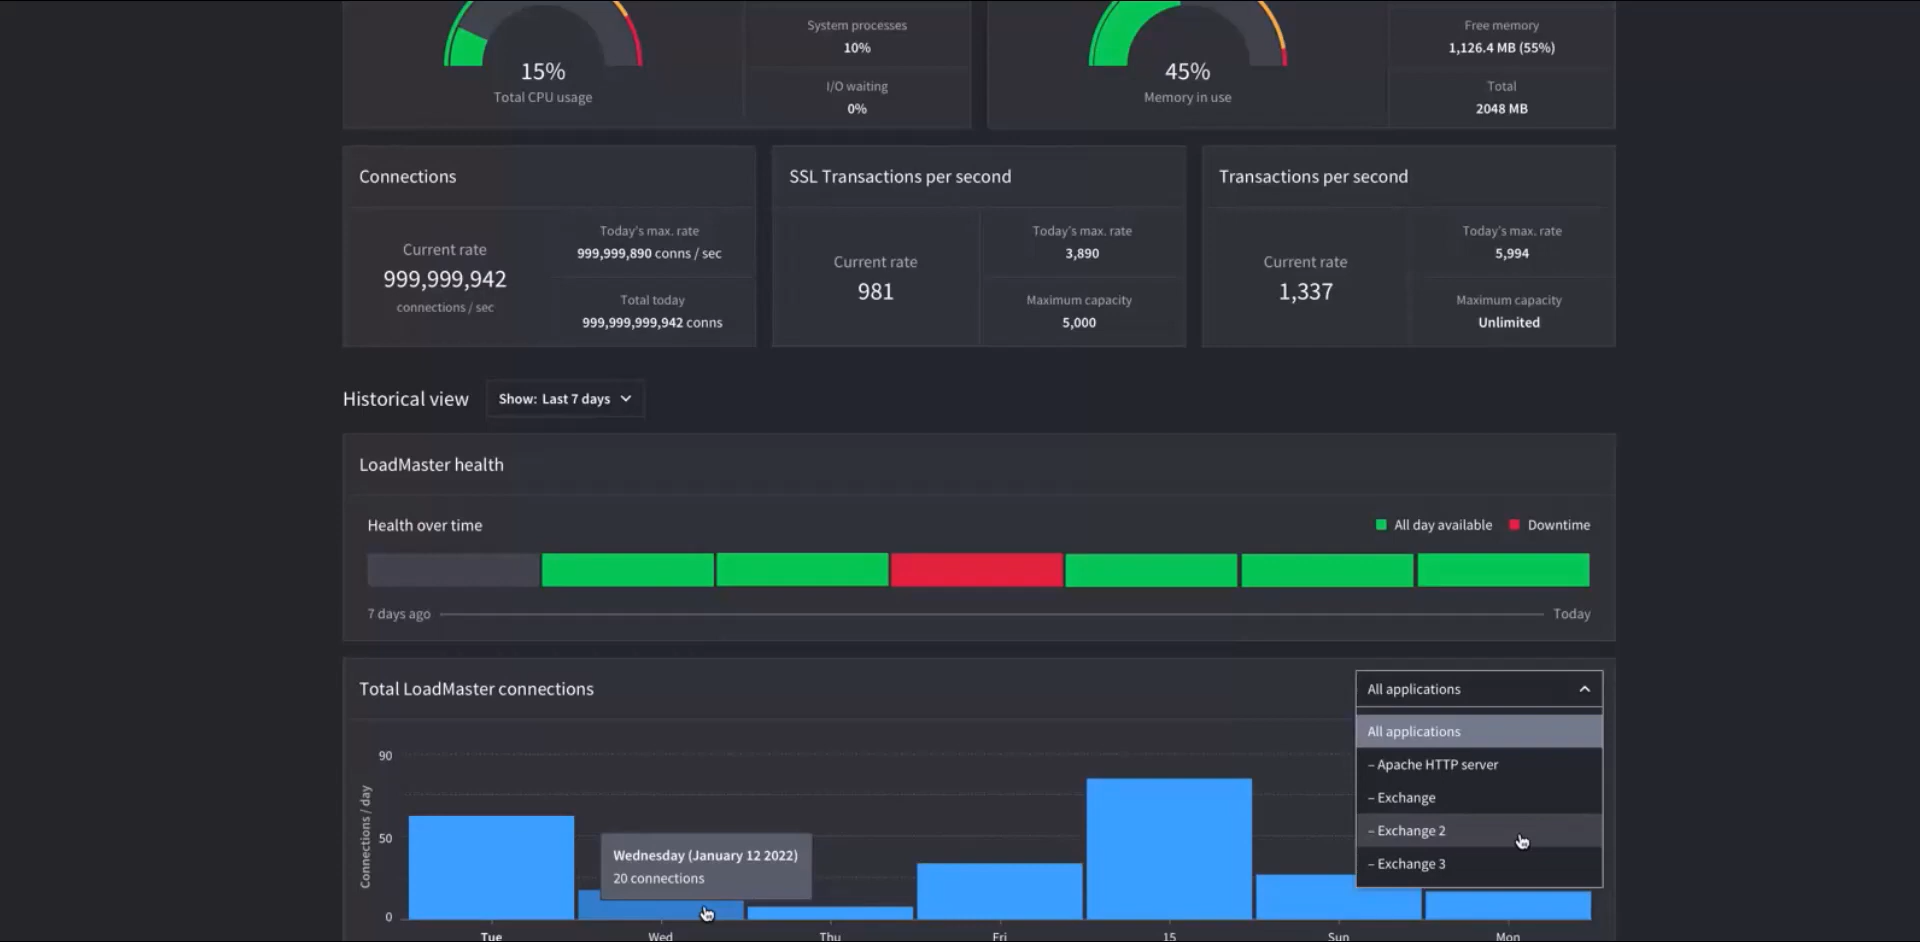 15%
Total CPU usage
System processes
10%
I/O waiting
0%
45%
Memory in use
Free memory
1,126.4 MB (55%)
Total
2048 MB
Connections
Current rate
999,999,942
connections / sec
Today's max. rate
999,999,890 conns / sec
Total today
999,999,999,942 conns
SSL Transactions per second
Current rate
981
Today's max. rate
3,890
Maximum capacity
5,000
Transactions per second
Current rate
1,337
Today's max. rate
5,994
Maximum capacity
Unlimited
Historical view
Show: Last 7 days
LoadMaster health
Health over time
All day available
Downtime
7 days ago
Today
Total LoadMaster connections
All applications
All applications
– Apache HTTP server
– Exchange
– Exchange 2
– Exchange 3
Connections / day
90
50
0
Wednesday (January 12 2022)
20 connections
Tue
Wed
Thu
Fri
15
Sun
Mon